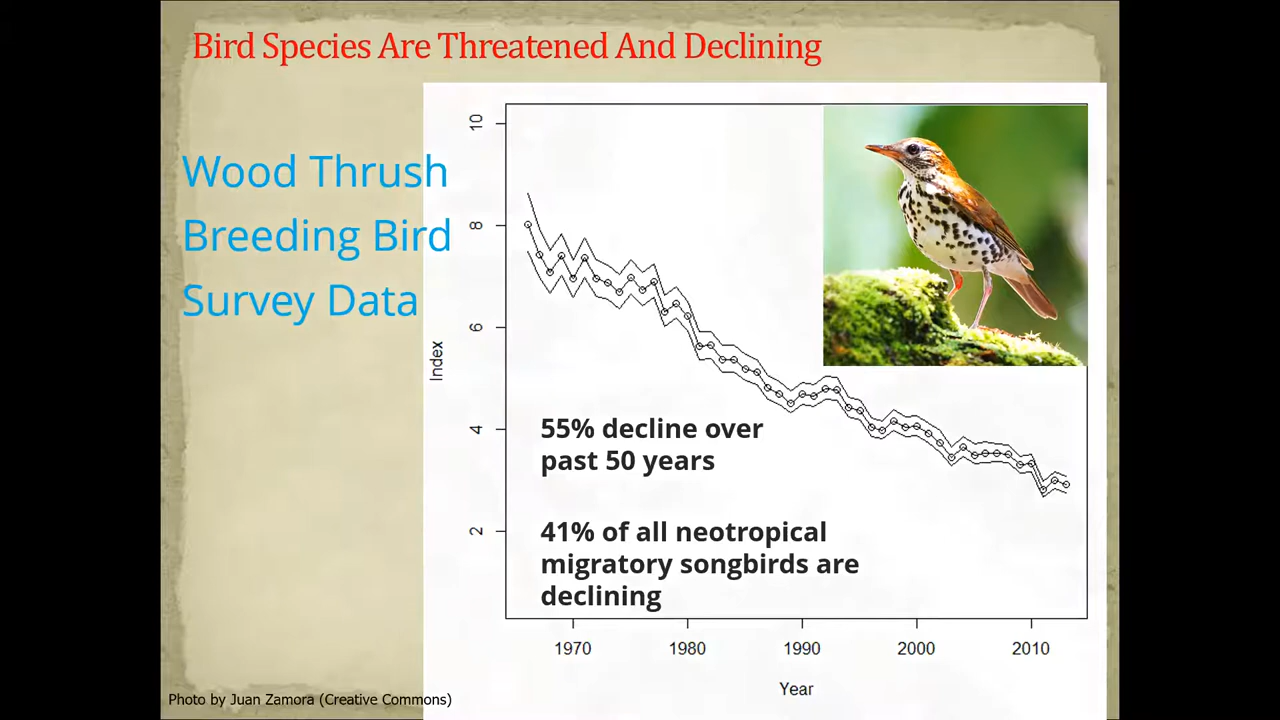 Bird Species Are Threatened And Declining
Wood Thrush
Breeding Bird
Survey Data
10
8
6
4
2
Index
55% decline over
past 50 years
41% of all neotropical
migratory songbirds are
declining
1970 1980 1990 2000 2010
Year
Photo by Juan Zamora (Creative Commons)